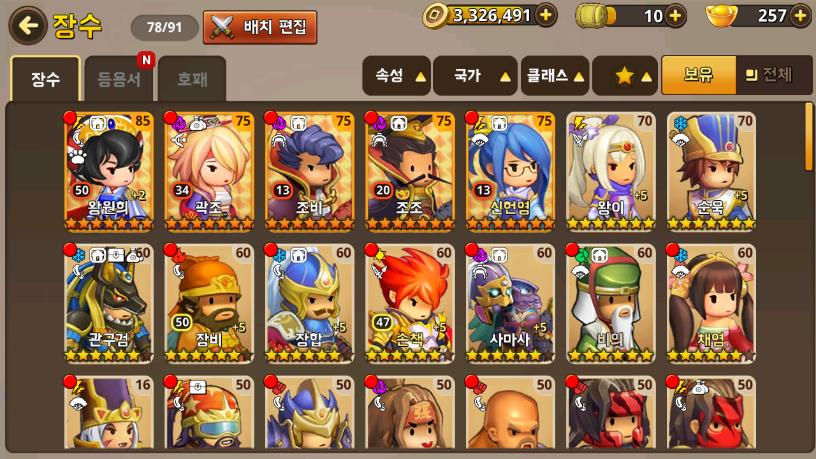 장수
78/91
배치 편집
3,326,491
10
257
장수
등용서
N
호패
속성
국가
클래스
보유
전체
85
50
+2
왕원희
75
34
곽조
75
13
조비
75
20
조조
75
13
신헌영
70
+5
왕이
70
+5
순욱
60
관구검
60
50
+5
장비
60
+5
장합
60
47
+5
손책
60
+5
사마사
60
비의
60
채염
16
50
50
50
50
50
50